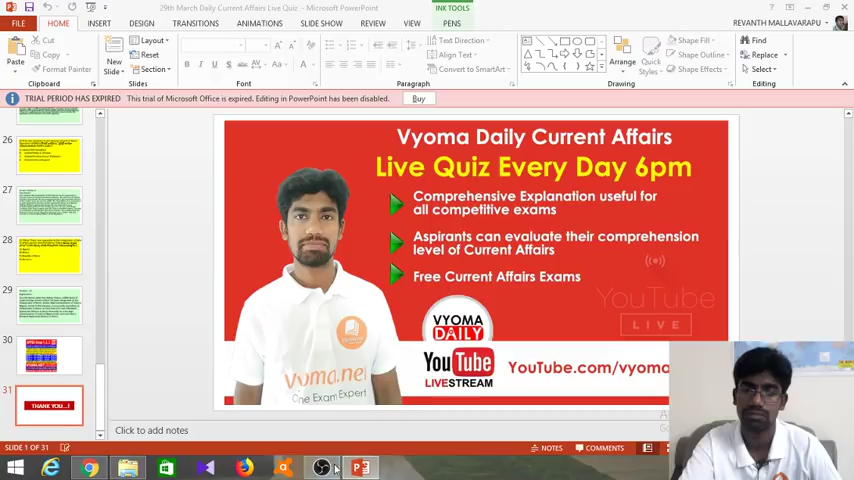 29th March Daily Current Affairs Live Quiz - PowerPoint
INK TOOLS
FILE HOME INSERT DESIGN TRANSITIONS ANIMATIONS SLIDE SHOW REVIEW VIEW PENS
REVANTH MALLAVARAPU
Paste
Cut
Copy
Format Painter
Clipboard
New
Slide
Layout
Reset
Section
Slides
B I U S abc
Font
Paragraph
Text Direction
Align Text
Convert to SmartArt
Arrange
Quick
Styles
Shape Fill
Shape Outline
Shape Effects
Drawing
Find
Replace
Select
Editing
TRIAL PERIOD HAS EXPIRED This trial of Microsoft Office is expired. Editing in PowerPoint has been disabled. Buy
26
27
28
29
30
31
THANK YOU...!
Vyoma Daily Current Affairs
Live Quiz Every Day 6pm
Comprehensive Explanation useful for
all competitive exams
Aspirants can evaluate their comprehension
level of Current Affairs
Free Current Affairs Exams
YouTube
LIVE
VYOMA
DAILY
YouTube
LIVESTREAM
YouTube.com/vyoma
vyoma.net
One Exam Expert
Click to add notes
SLIDE 1 OF 31
NOTES
COMMENTS